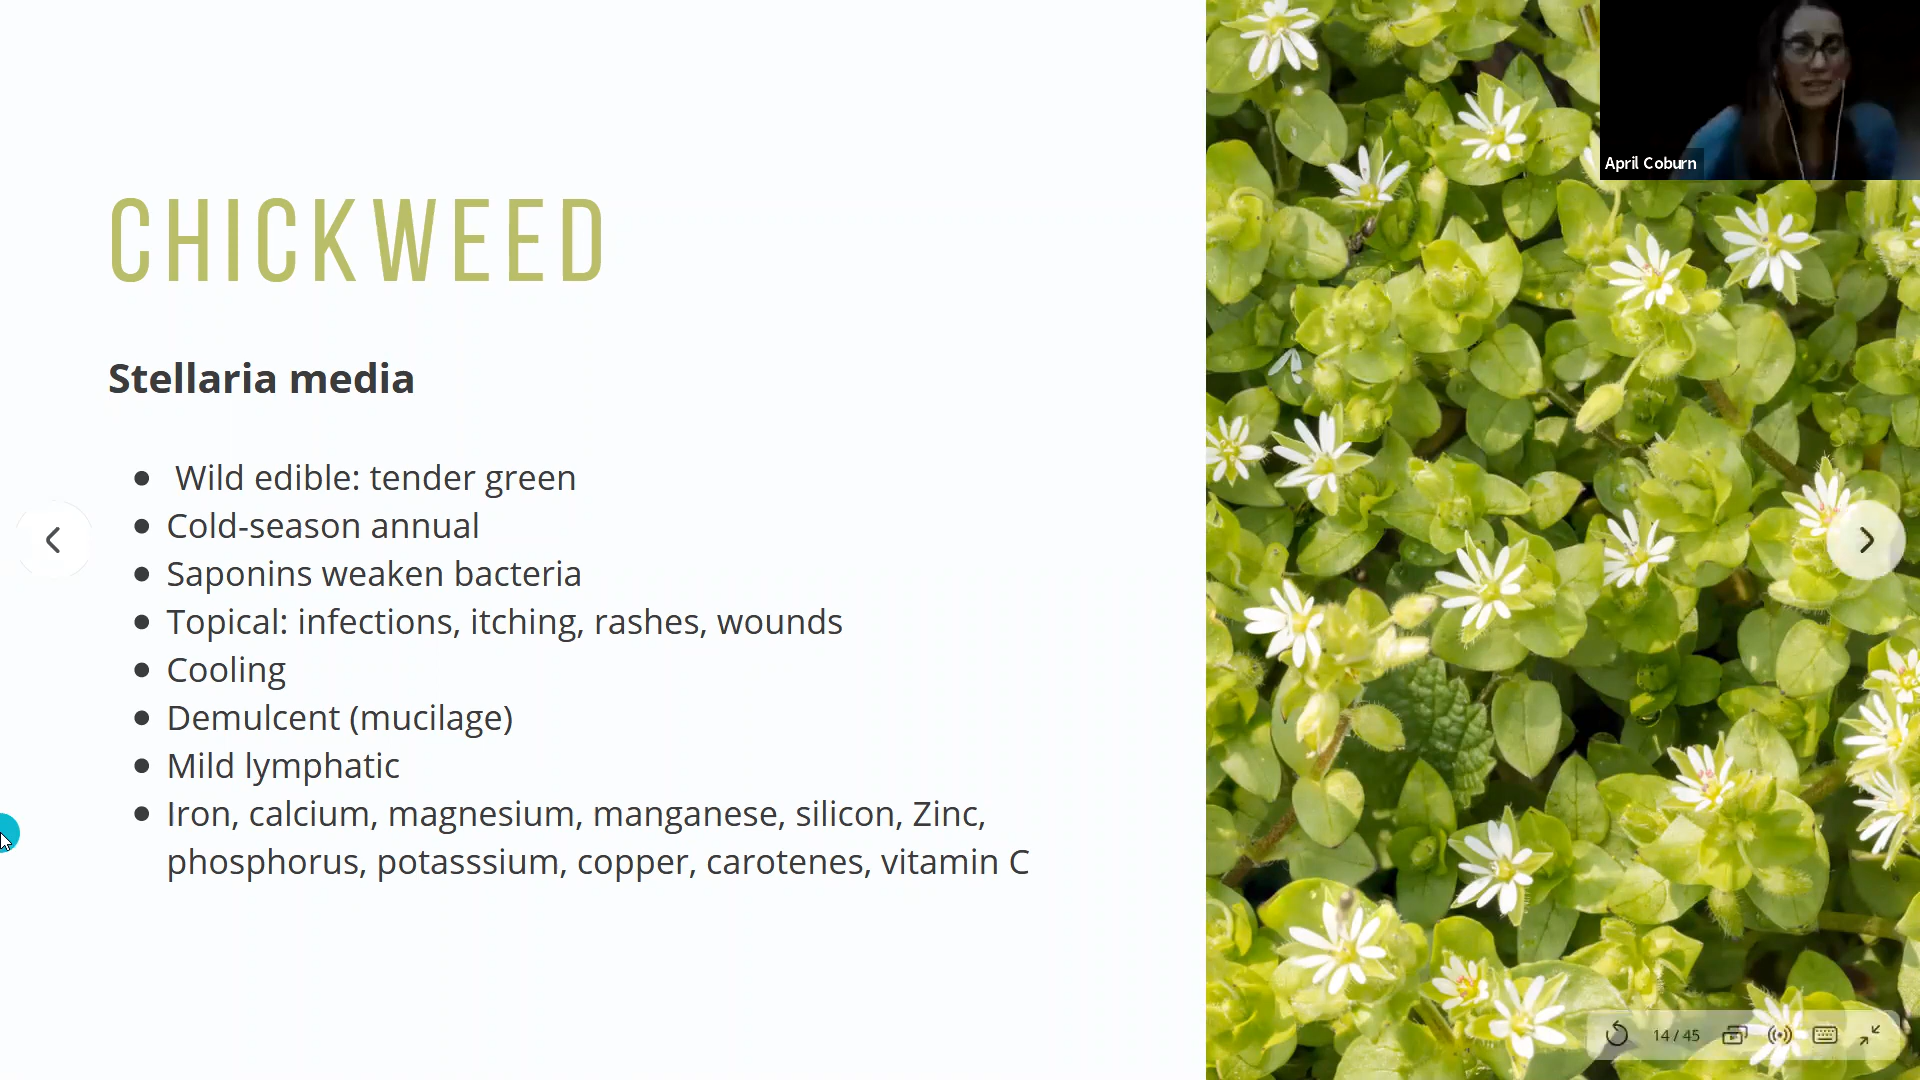 April Coburn
CHICKWEED
Stellaria media
Wild edible: tender green
Cold-season annual
Saponins weaken bacteria
Topical: infections, itching, rashes, wounds
Cooling
Demulcent (mucilage)
Mild lymphatic
Iron, calcium, magnesium, manganese, silicon, Zinc,
phosphorus, potasssium, copper, carotenes, vitamin C
14 / 45